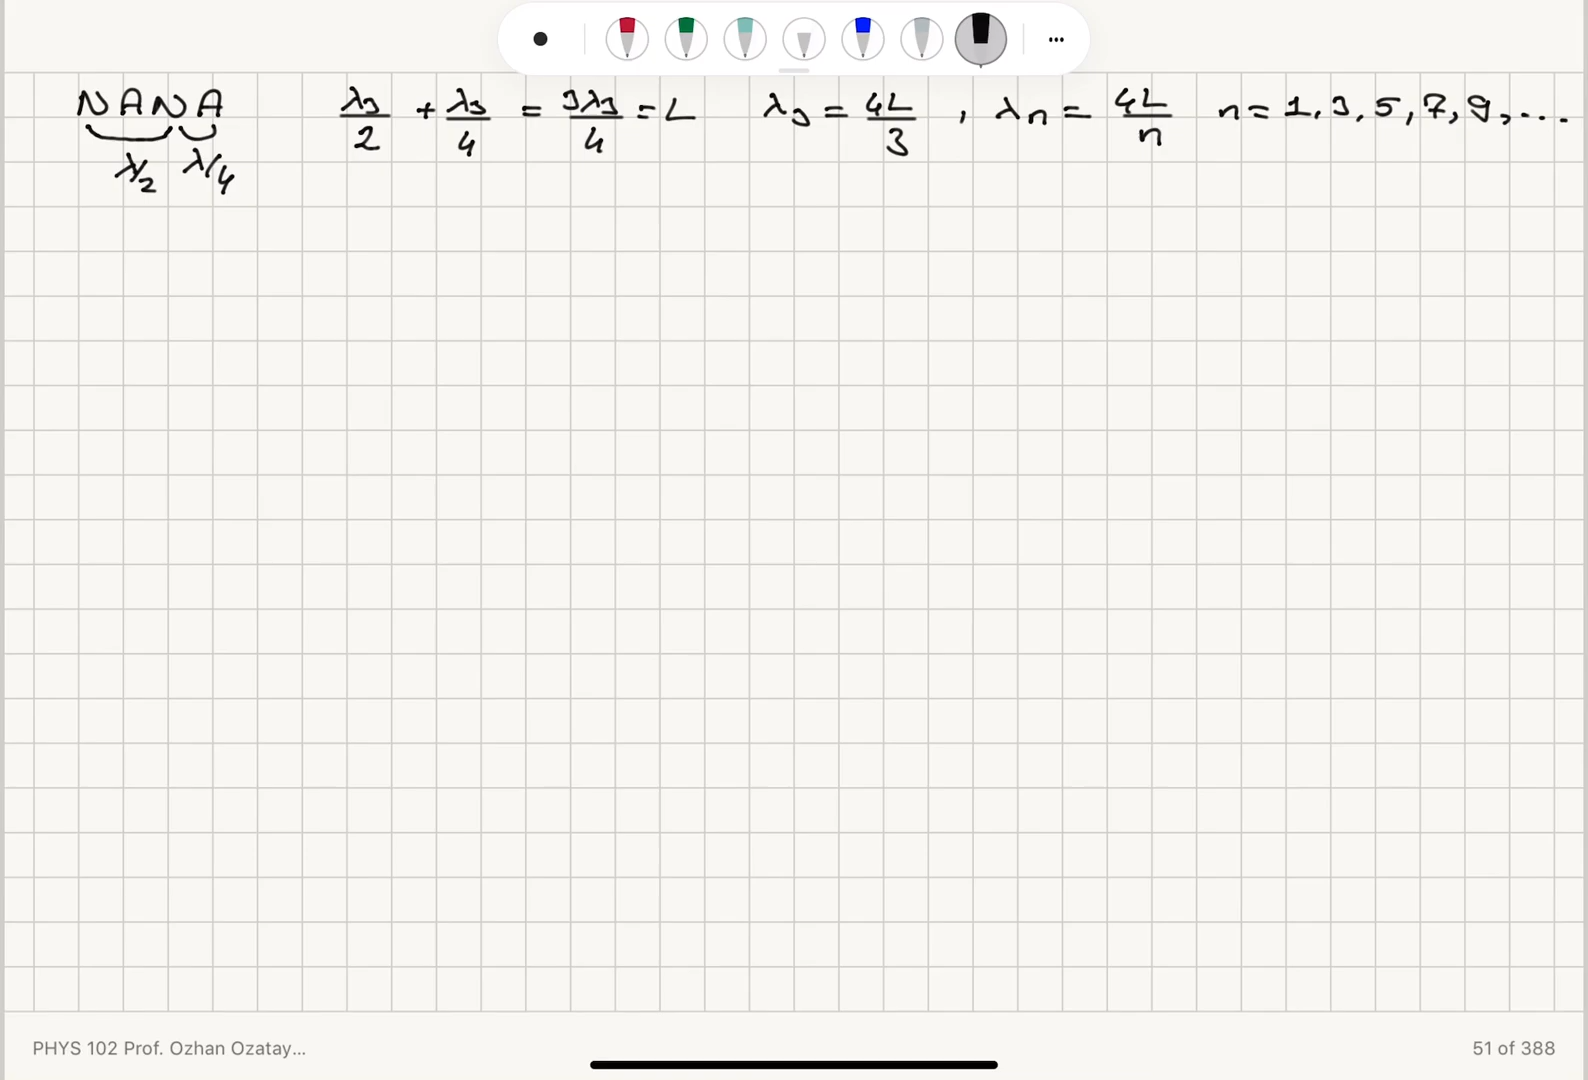 NANA λ3/2 + λ3/4 = 3λ3/4 = L λ3 = 4L/3 , λn = 4L/n n = 1, 3, 5, 7, 9, ...
λ/2 λ/4
PHYS 102 Prof. Ozhan Ozatay... 51 of 388